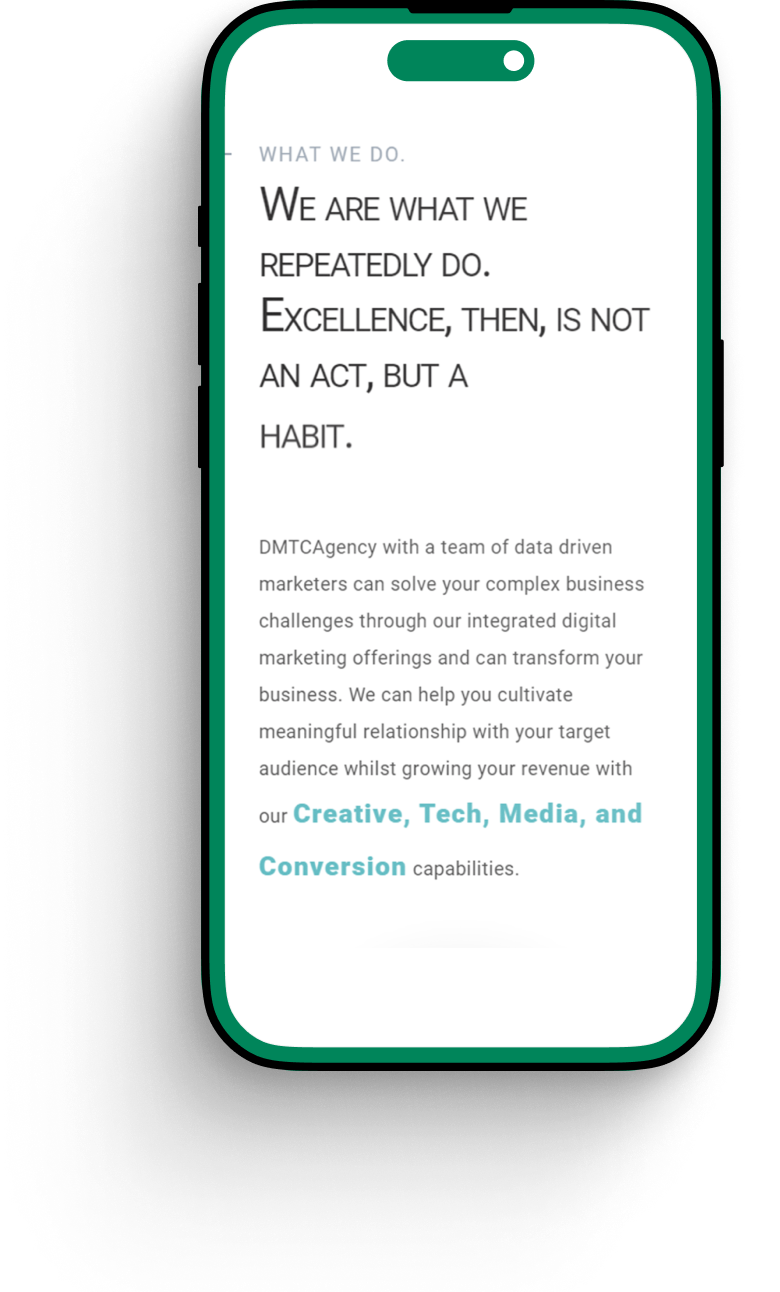 WHAT WE DO.
WE ARE WHAT WE
REPEATEDLY DO.
EXCELLENCE, THEN, IS NOT
AN ACT, BUT A
HABIT.
DMTCAgency with a team of data driven
marketers can solve your complex business
challenges through our integrated digital
marketing offerings and can transform your
business. We can help you cultivate
meaningful relationship with your target
audience whilst growing your revenue with
our Creative, Tech, Media, and
Conversion capabilities.